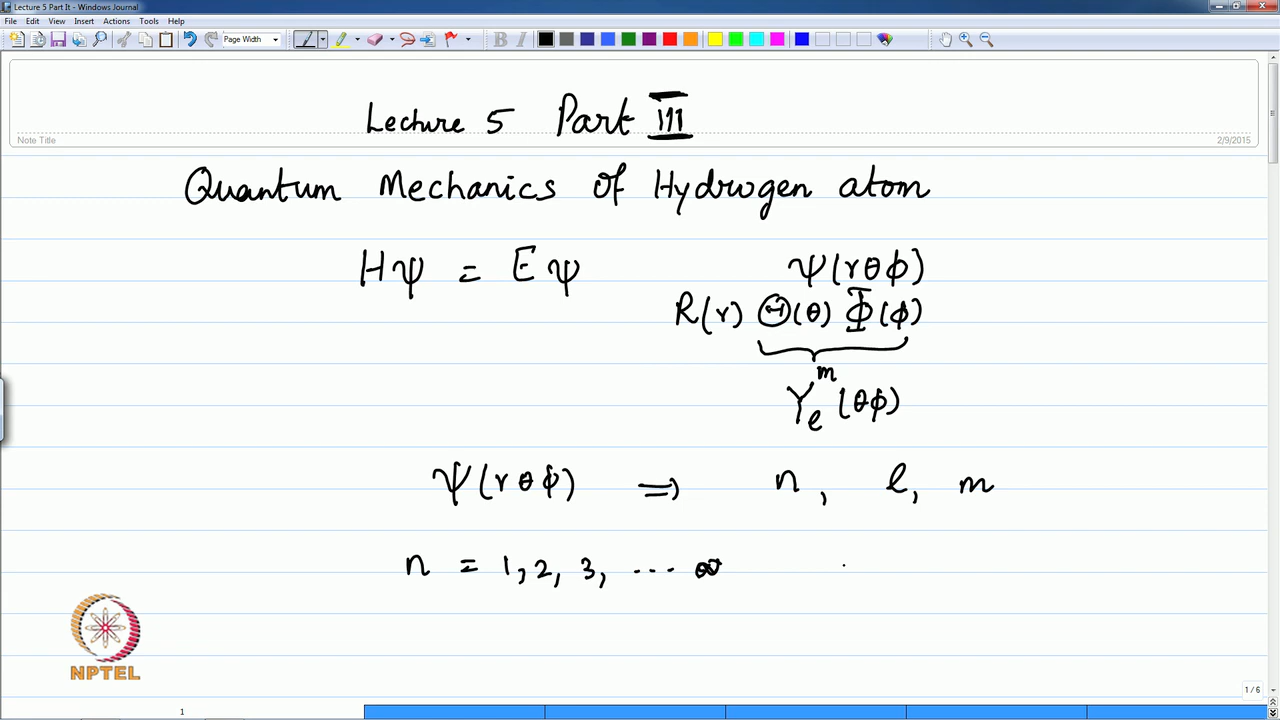 Lecture 5 Part It - Windows Journal
File Edit View Insert Actions Tools Help
Page Width
B I
Lecture 5 Part III
Note Title
2/9/2015
Quantum Mechanics of Hydrogen atom
Hψ = Eψ
Ψ(rθφ)
R(r) Θ(θ) Φ(φ)
Yₗᵐ(θφ)
Ψ(rθφ) ⇒ n, l, m
n = 1, 2, 3, ... ∞
NPTEL
1 / 6
1